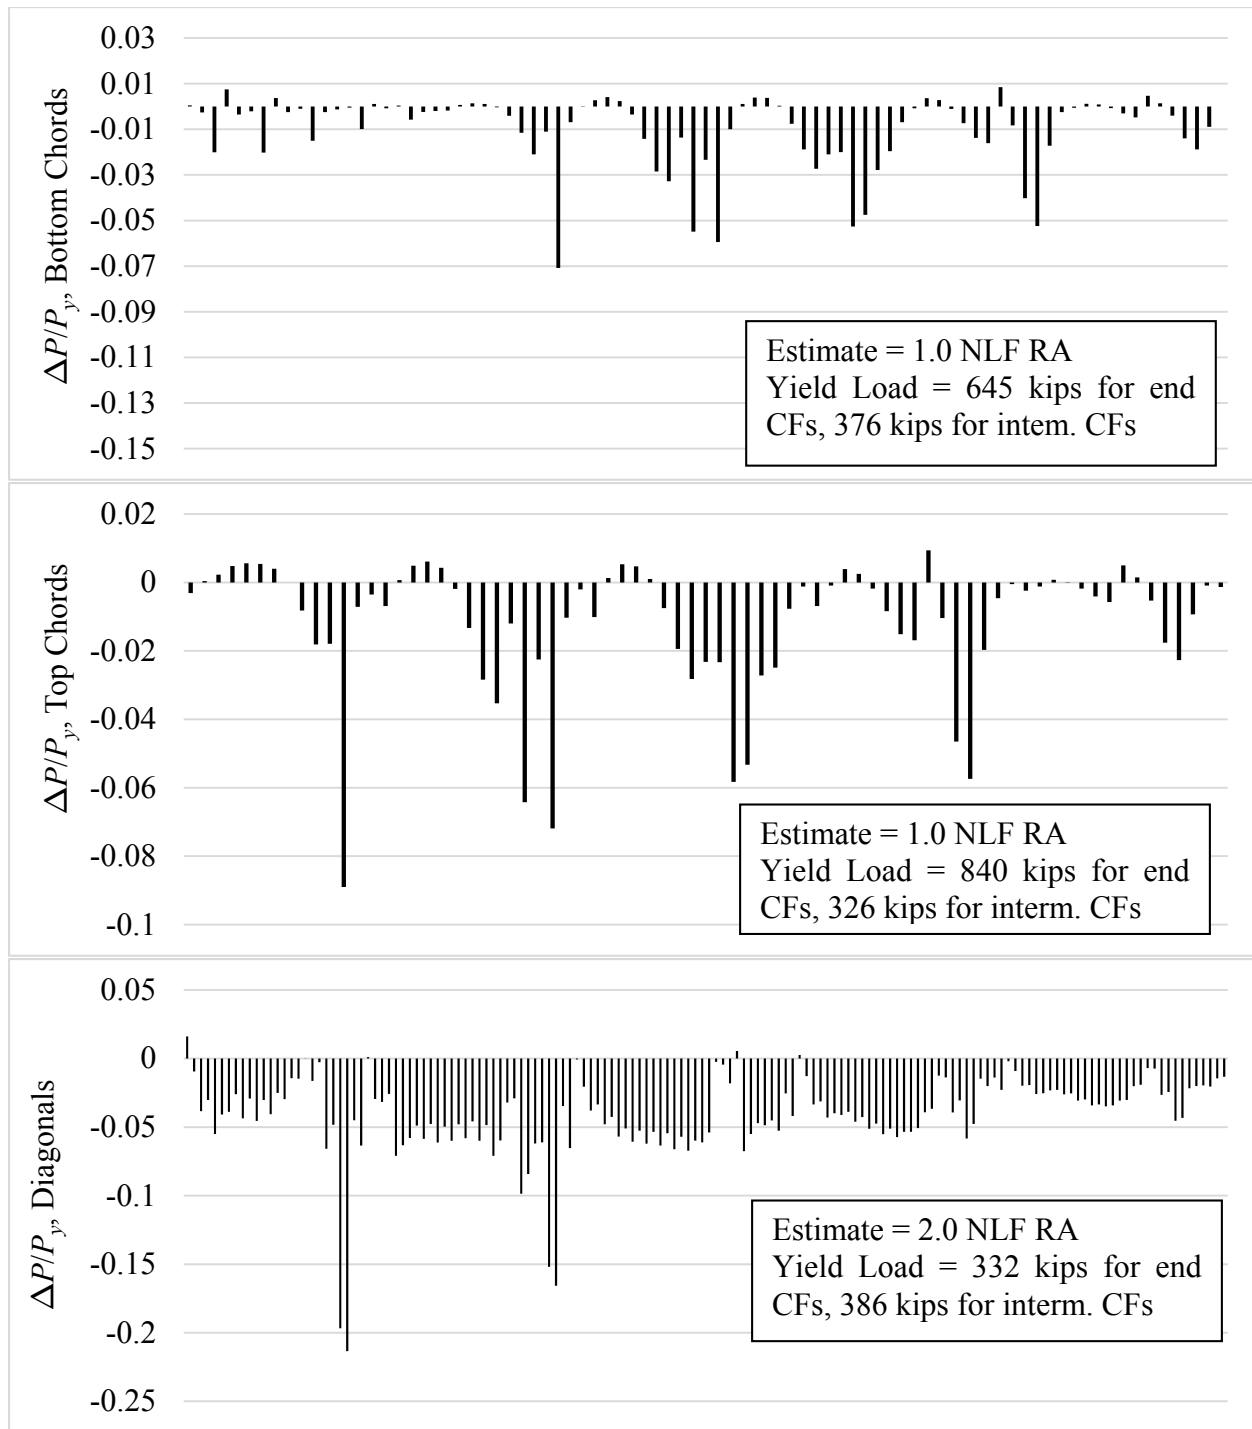 0.03
0.01
-0.01
-0.03
-0.05
-0.07
-0.09
-0.11
-0.13
-0.15
ΔP/Py, Bottom Chords
Estimate = 1.0 NLF RA
Yield Load = 645 kips for end
CFs, 376 kips for intem. CFs
0.02
0
-0.02
-0.04
-0.06
-0.08
-0.1
ΔP/Py, Top Chords
Estimate = 1.0 NLF RA
Yield Load = 840 kips for end
CFs, 326 kips for interm. CFs
0.05
0
-0.05
-0.1
-0.15
-0.2
-0.25
ΔP/Py, Diagonals
Estimate = 2.0 NLF RA
Yield Load = 332 kips for end
CFs, 386 kips for interm. CFs